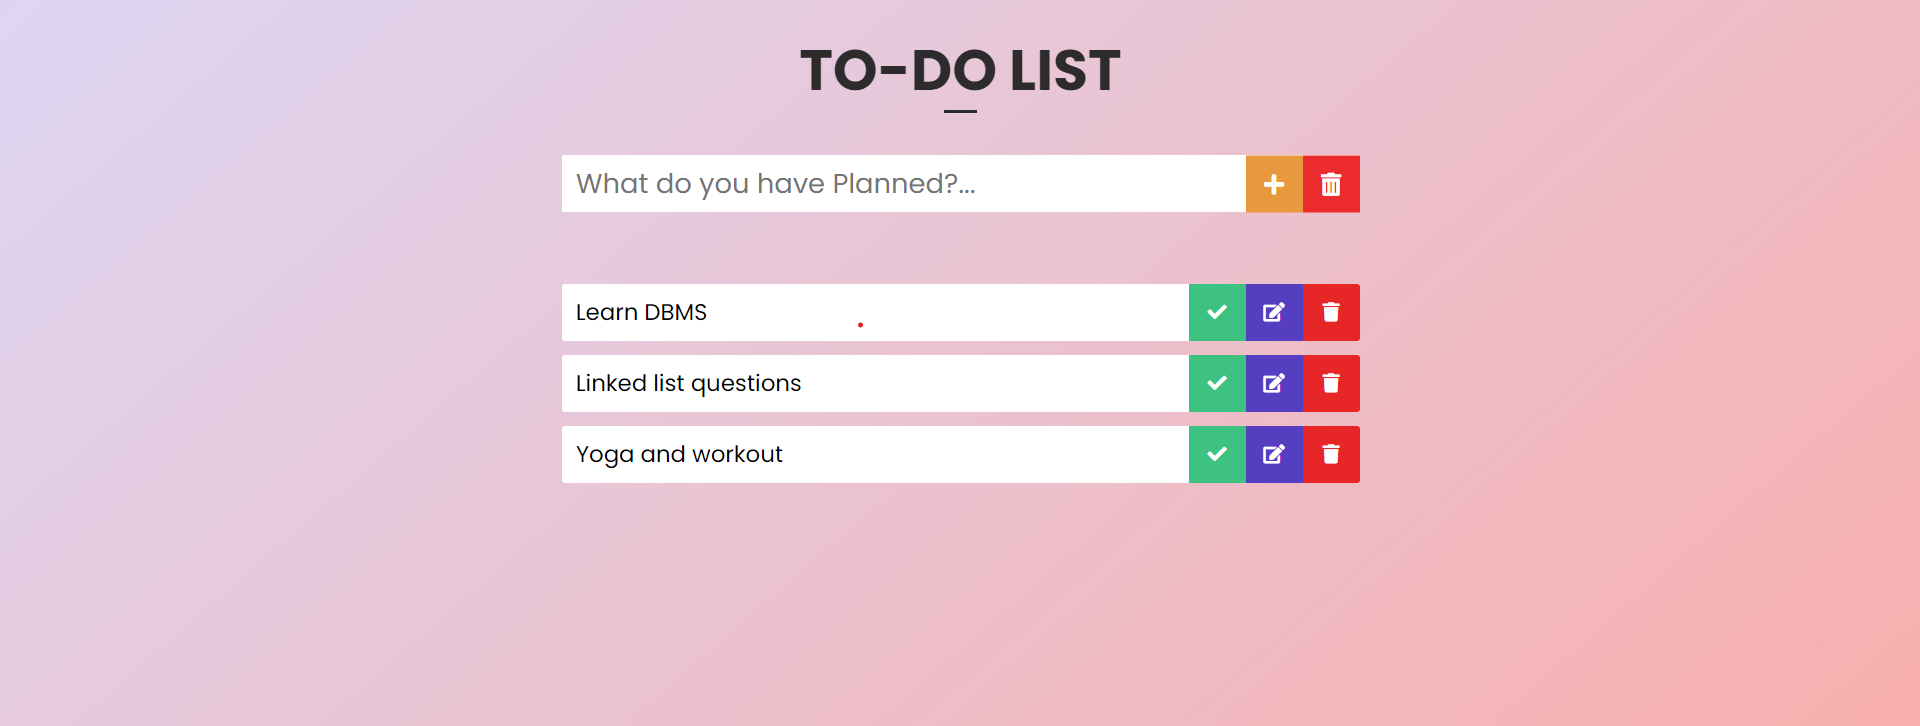 TO-DO LIST
What do you have Planned?...
Learn DBMS
Linked list questions
Yoga and workout